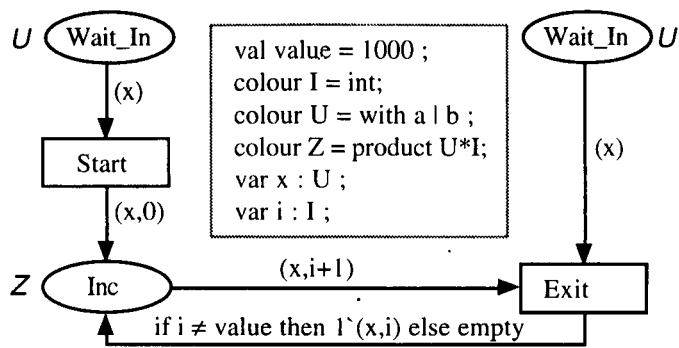 U Wait_In
Wait_In U
val value = 1000 ;
colour I = int;
colour U = with a | b ;
colour Z = product U*I;
var x : U ;
var i : I ;
(x)
(x)
Start
(x,0)
Z Inc
(x,i+1)
Exit
if i ≠ value then 1`(x,i) else empty